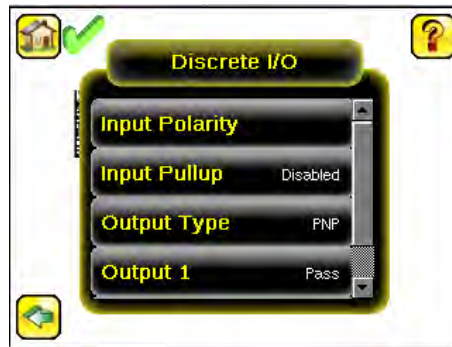 ?
Discrete I/O
Input Polarity
Input Pullup Disabled
Output Type PNP
Output 1 Pass